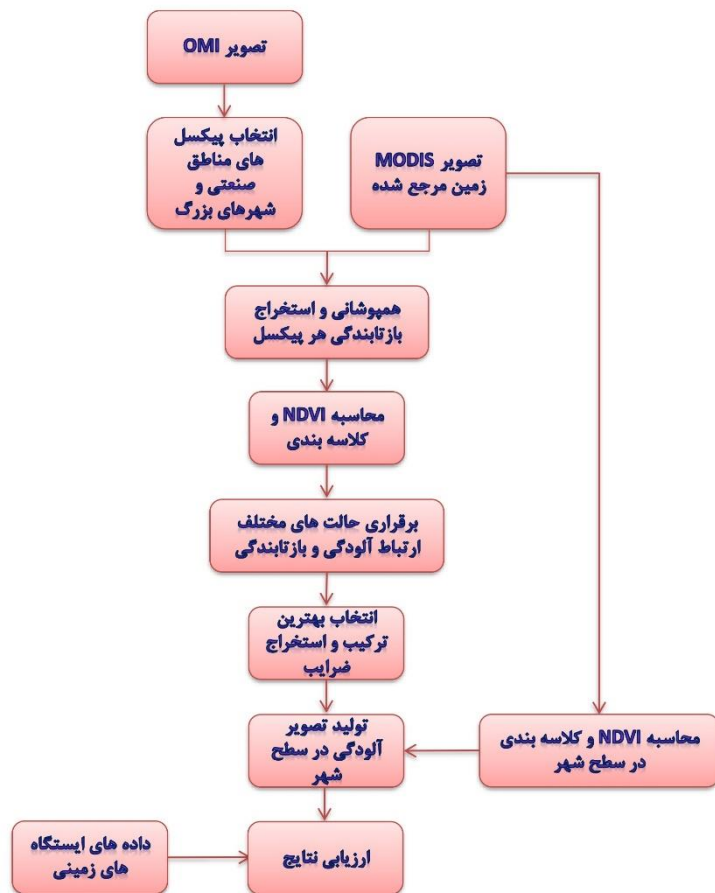 تصویر OMI
انتخاب پیکسل
های مناطق
صنعتی و
شهرهای بزرگ
تصویر MODIS
زمین مرجع شده
همپوشانی و استخراج
بازتابندگی هر پیکسل
محاسبه NDVI و
کلاسه بندی
برقراری حالت های مختلف
ارتباط آلودگی و بازتابندگی
انتخاب بهترین
ترکیب و استخراج
ضرایب
تولید تصویر
آلودگی در سطح
شهر
محاسبه NDVI و کلاسه بندی
در سطح شهر
داده های ایستگاه
های زمینی
ارزیابی نتایج